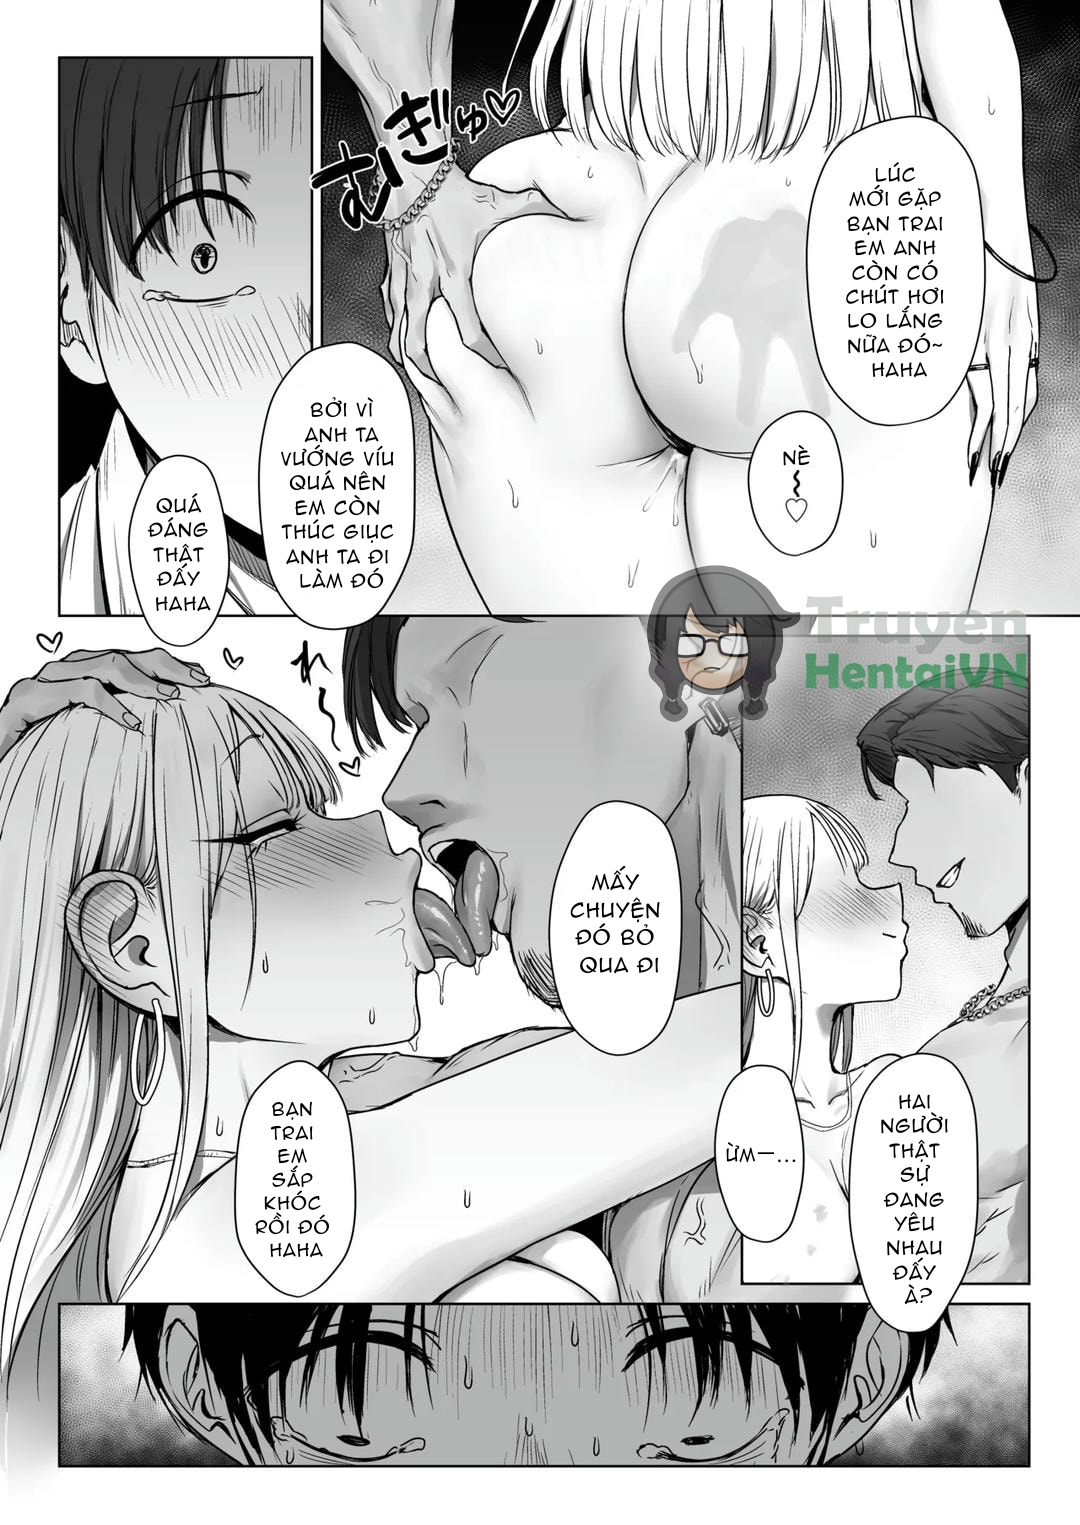 LÚC
MỚI GẶP
BẠN TRAI
EM ANH
CÒN CÓ
CHÚT HƠI
LO LẮNG
NỮA ĐÓ~
HAHA
NÈ
~
♡
むぎゅ♡
BỞI VÌ
ANH TA
VƯỚNG VÍU
QUÁ NÊN
EM CÒN
THÚC GIỤC
ANH TA ĐI
LÀM ĐÓ
QUÁ
ĐÁNG
THẬT
ĐẤY
HAHA
Truyen
HentaiVN
れ〜
MẤY
CHUYỆN
ĐÓ BỎ
QUA ĐI
BẠN
TRAI
EM
SẮP
KHÓC
RỒI ĐÓ
HAHA
HAI
NGƯỜI
THẬT
SỰ
ĐANG
YÊU
NHAU
ĐẤY
À?
ỪM—...